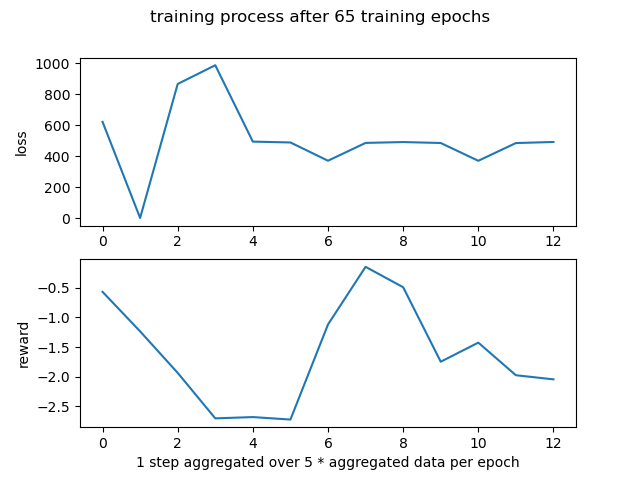 training process after 65 training epochs
1000
800
600
400
200
0
loss
0 2 4 6 8 10 12
−0.5
−1.0
−1.5
−2.0
−2.5
reward
0 2 4 6 8 10 12
1 step aggregated over 5 * aggregated data per epoch